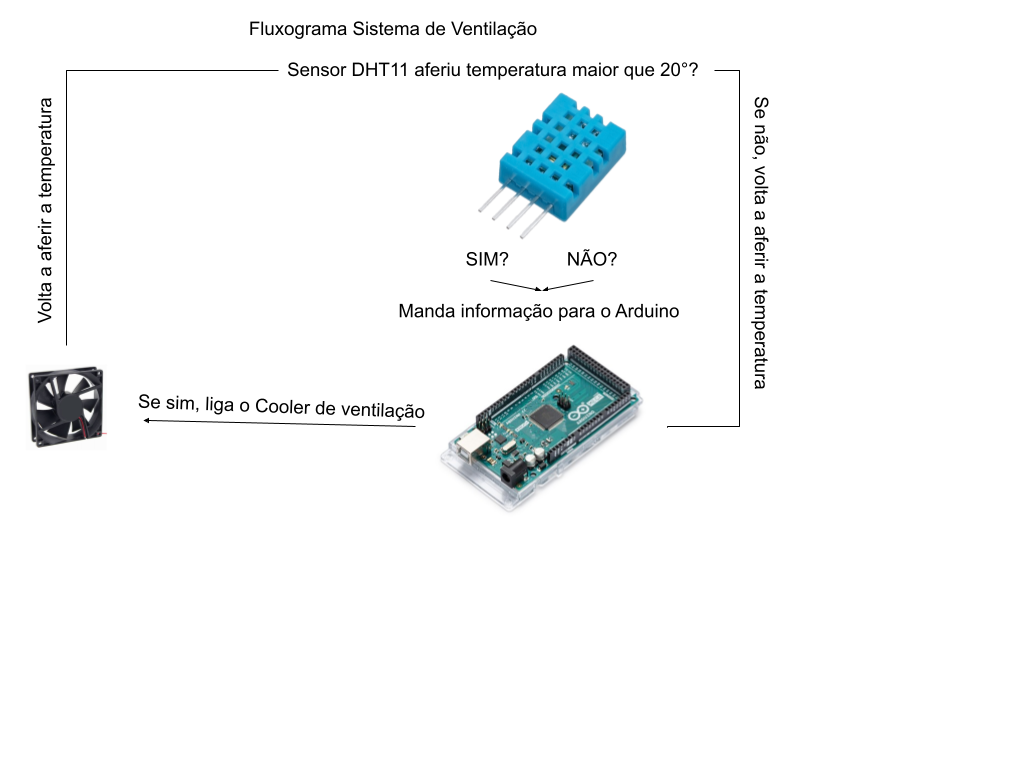 Fluxograma Sistema de Ventilação
Sensor DHT11 aferiu temperatura maior que 20°?
Volta a aferir a temperatura
Se não, volta a aferir a temperatura
SIM?
NÃO?
Manda informação para o Arduino
Se sim, liga o Cooler de ventilação